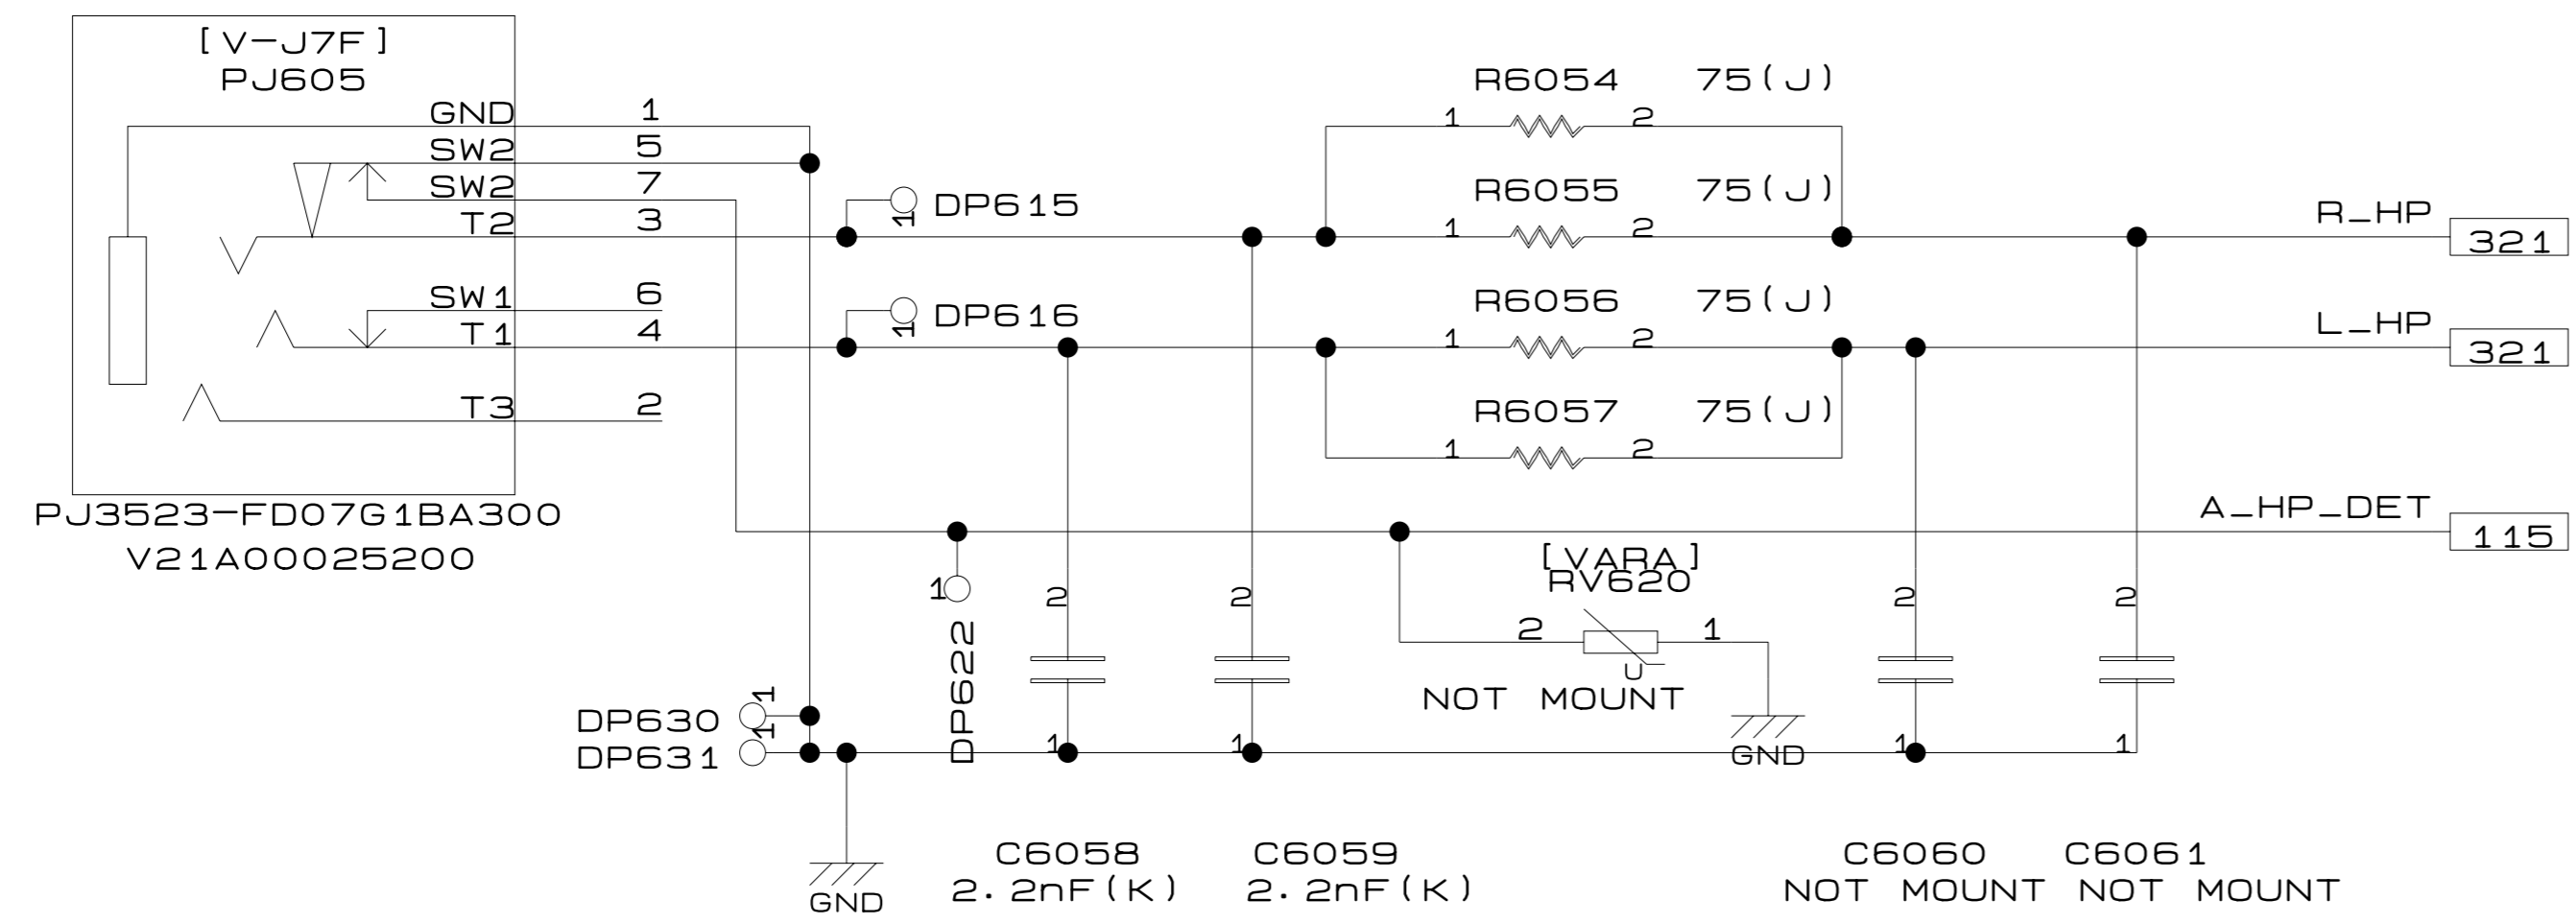 [V-J7F]
PJ605
GND 1
SW2 5
SW2 7
T2 3
SW1 6
T1 4
T3 2
PJ3523-FD07G1BA300
V21A00025200
1 DP615
1 DP616
R6054 75(J)
1 2
R6055 75(J)
1 2
R6056 75(J)
1 2
R6057 75(J)
1 2
R_HP
321
L_HP
321
A_HP_DET
115
[VARA]
RV620
2 1
U
NOT MOUNT
GND
1
DP622
2 2 2 2
DP630 1
DP631 1
1 1 1 1
GND
C6058
2.2nF(K)
C6059
2.2nF(K)
C6060
NOT MOUNT
C6061
NOT MOUNT